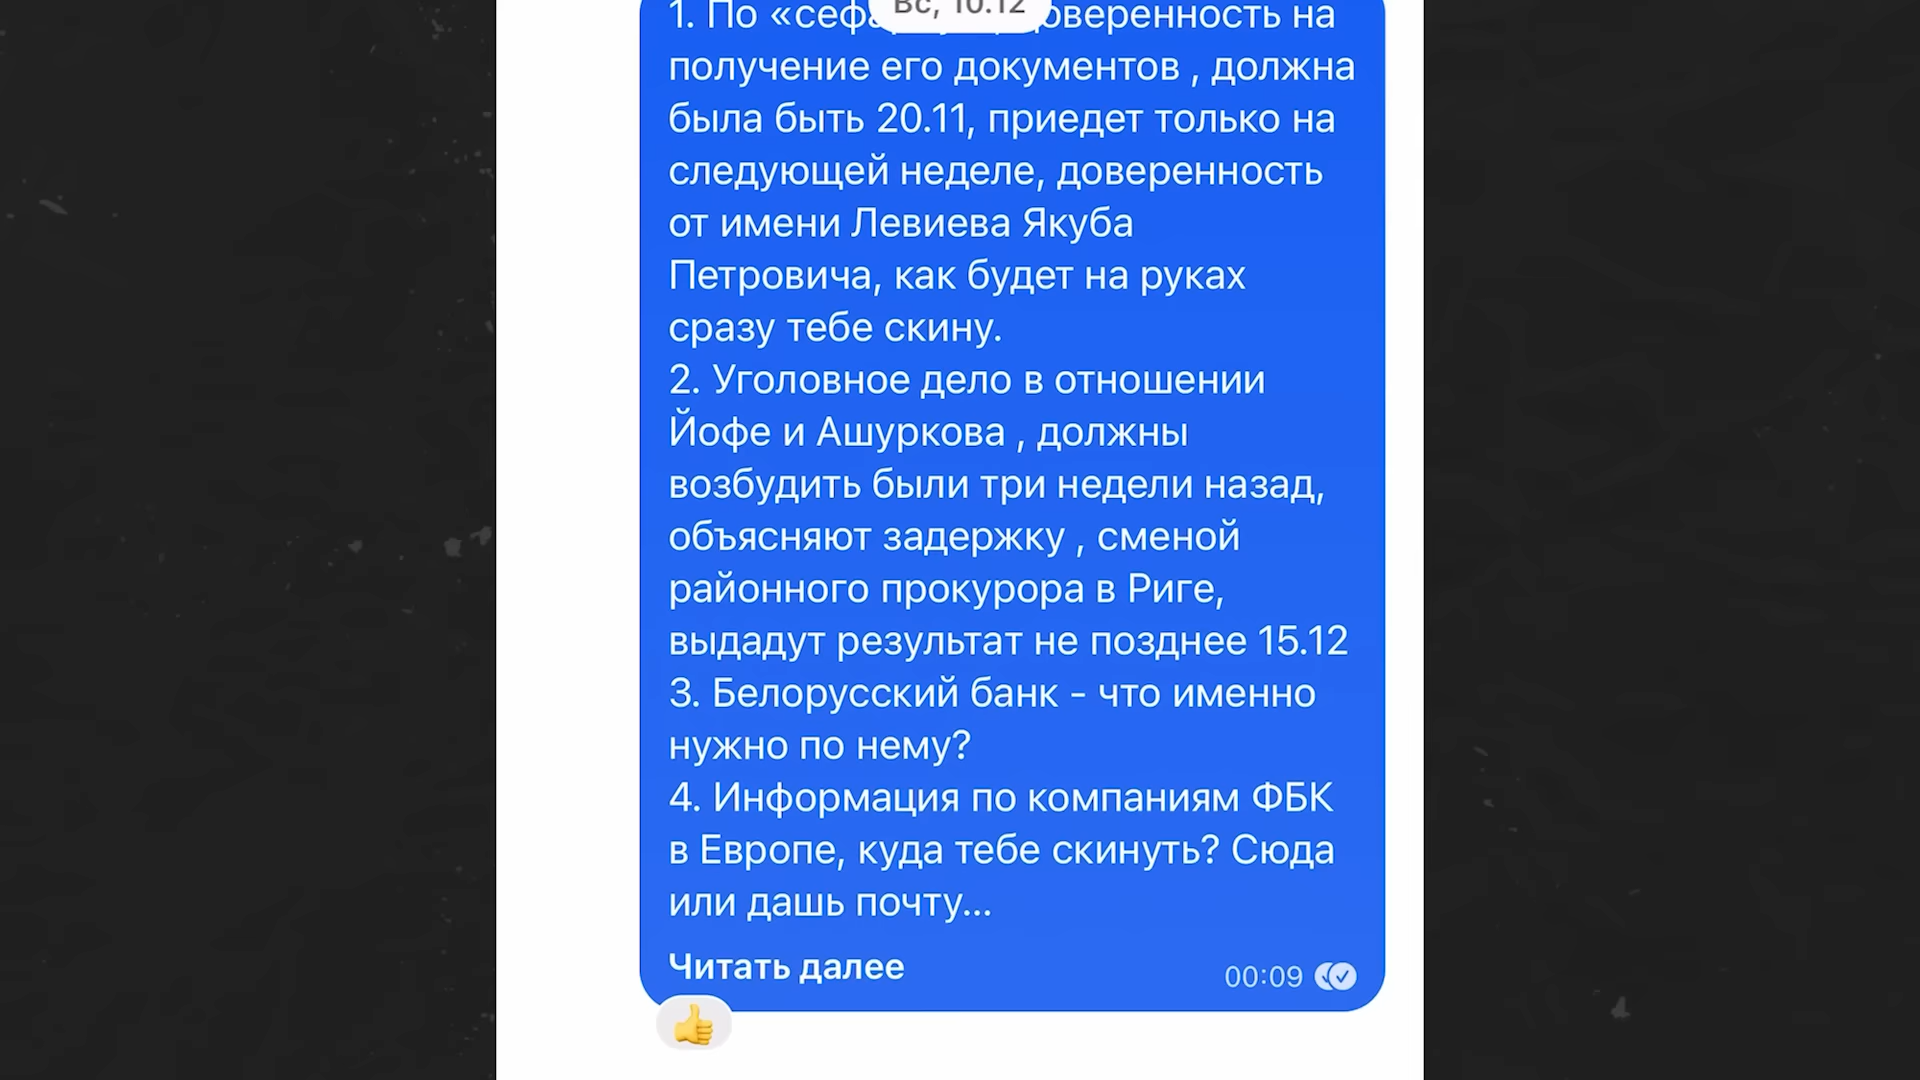 Вс, 10.12
1. По «сеф оверенность на
получение его документов , должна
была быть 20.11, приедет только на
следующей неделе, доверенность
от имени Левиева Якуба
Петровича, как будет на руках
сразу тебе скину.
2. Уголовное дело в отношении
Йофе и Ашуркова , должны
возбудить были три недели назад,
объясняют задержку , сменой
районного прокурора в Риге,
выдадут результат не позднее 15.12
3. Белорусский банк - что именно
нужно по нему?
4. Информация по компаниям ФБК
в Европе, куда тебе скинуть? Сюда
или дашь почту...
Читать далее
00:09